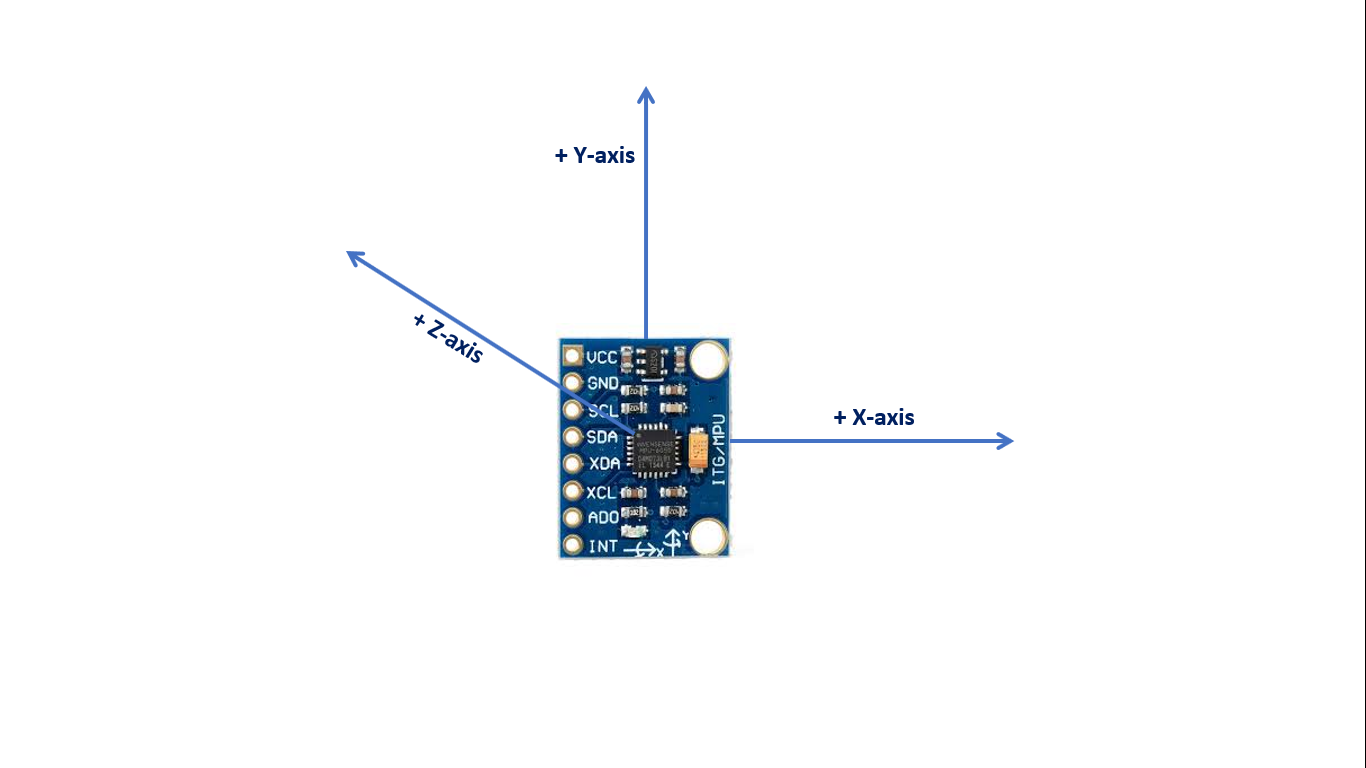 + Y-axis
+ Z-axis
+ X-axis
VCC
GND
SCL
SDA
XDA
XCL
ADO
INT
ITG/MPU
X
Y